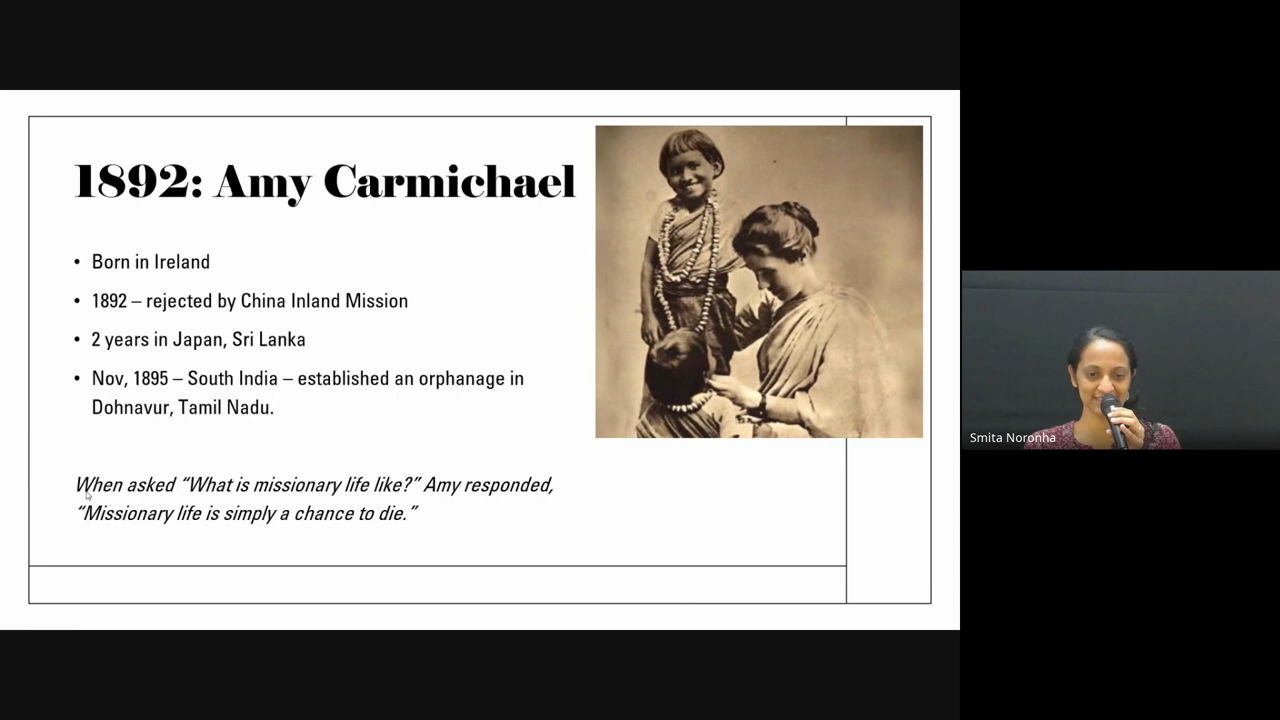 1892: Amy Carmichael
• Born in Ireland
• 1892 – rejected by China Inland Mission
• 2 years in Japan, Sri Lanka
• Nov, 1895 – South India – established an orphanage in
Dohnavur, Tamil Nadu.
When asked “What is missionary life like?” Amy responded,
“Missionary life is simply a chance to die.”
Smita Noronha